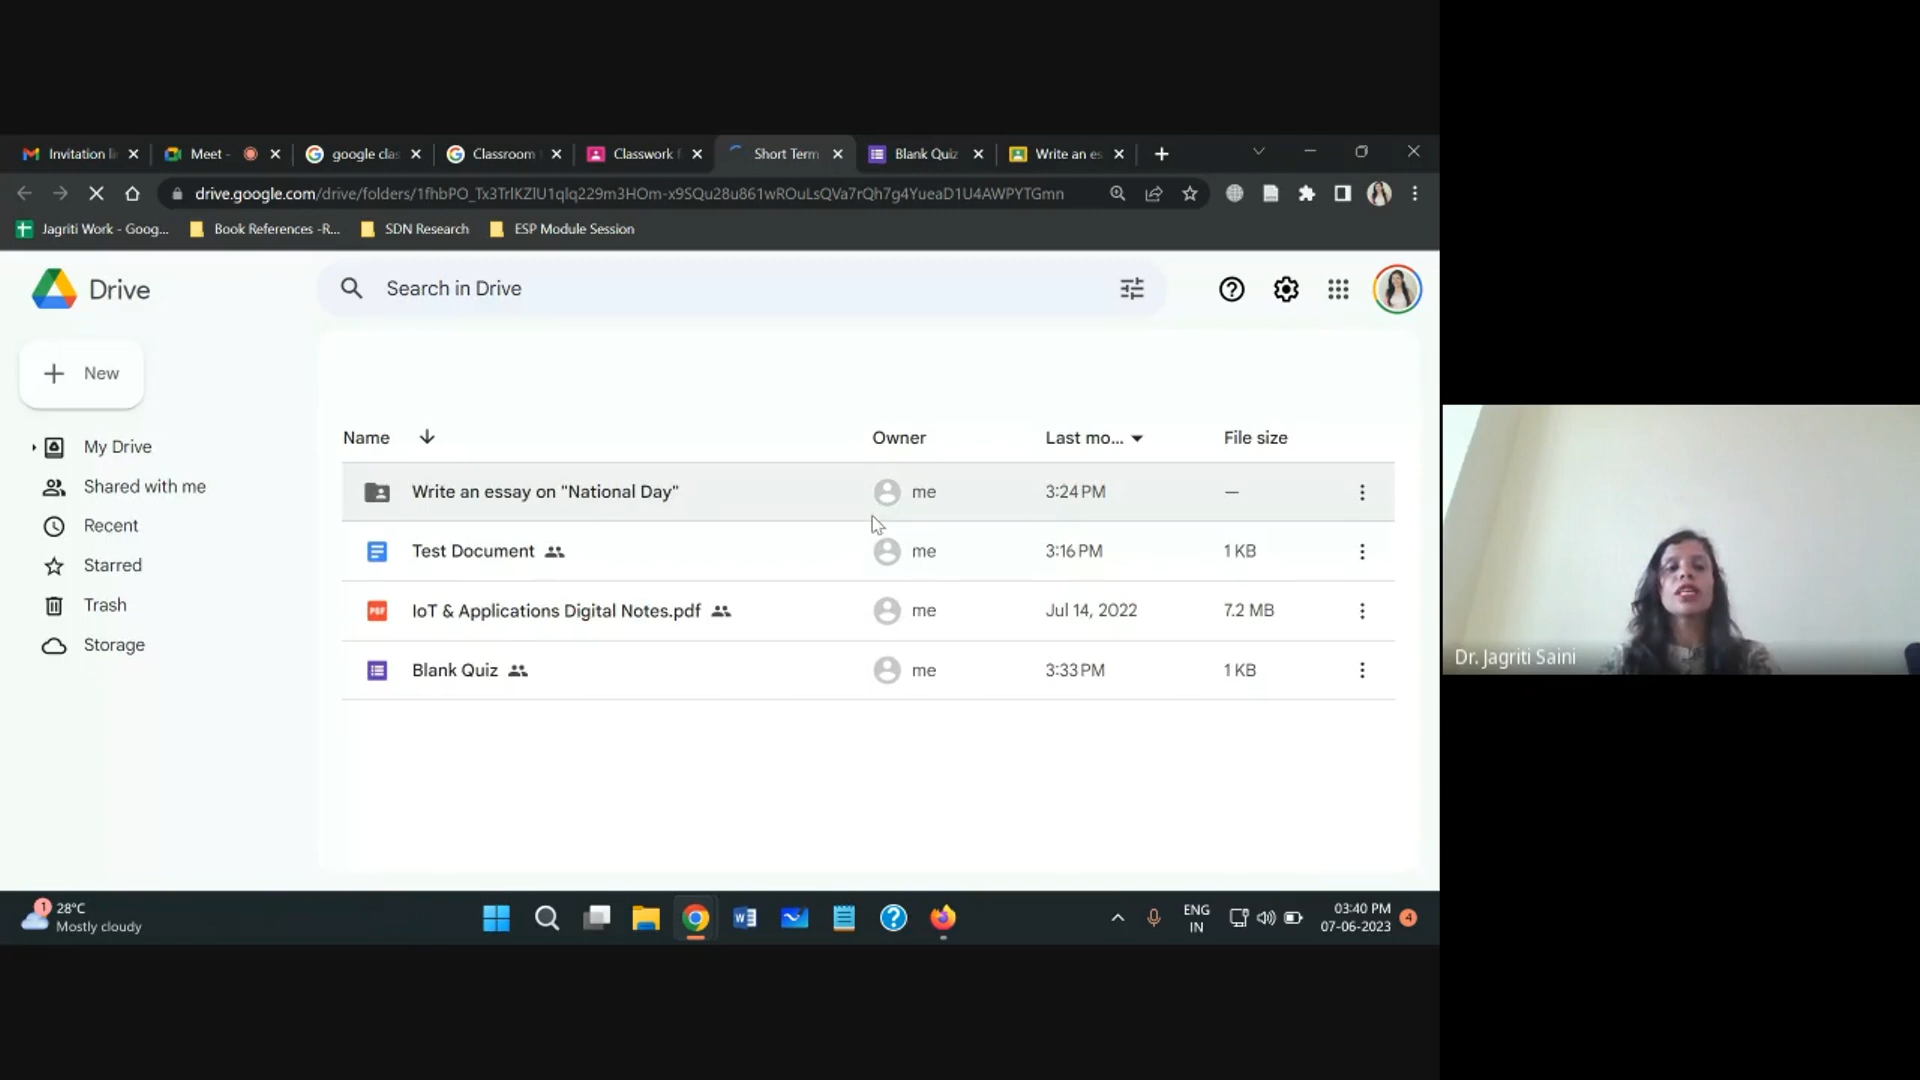 Invitation li
Meet -
google clas
Classroom
Classwork f
Short Term
Blank Quiz
Write an es
drive.google.com/drive/folders/1fhbPO_Tx3TrlKZlU1qlq229m3HOm-x9SQu28u861wROuLsQVa7rQh7g4YueaD1U4AWPYTGmn
Jagriti Work - Goog...
Book References -R...
SDN Research
ESP Module Session
Drive
Search in Drive
New
My Drive
Shared with me
Recent
Starred
Trash
Storage
Name
Owner
Last mo...
File size
Write an essay on "National Day"
me
3:24 PM
—
Test Document
me
3:16 PM
1 KB
PDF
IoT & Applications Digital Notes.pdf
me
Jul 14, 2022
7.2 MB
Blank Quiz
me
3:33 PM
1 KB
Dr. Jagriti Saini
1
28°C
Mostly cloudy
ENG
IN
03:40 PM
07-06-2023
4